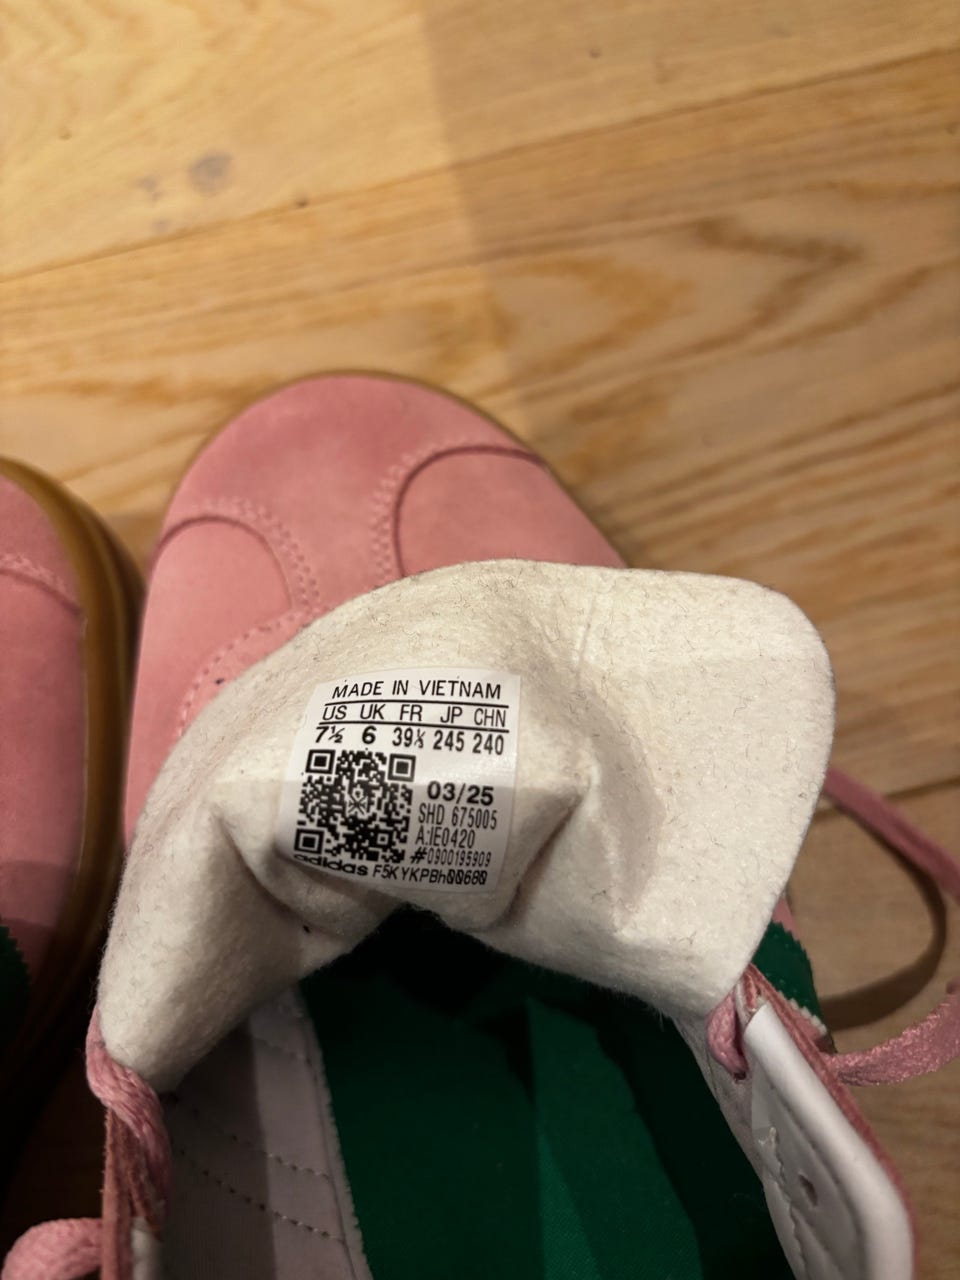 MADE IN VIETNAM
US UK FR JP CHN
7½ 6 39⅓ 245 240
03/25
SHD 675005
A:IE0420
#0900195909
adidas F5KYKPBh00680